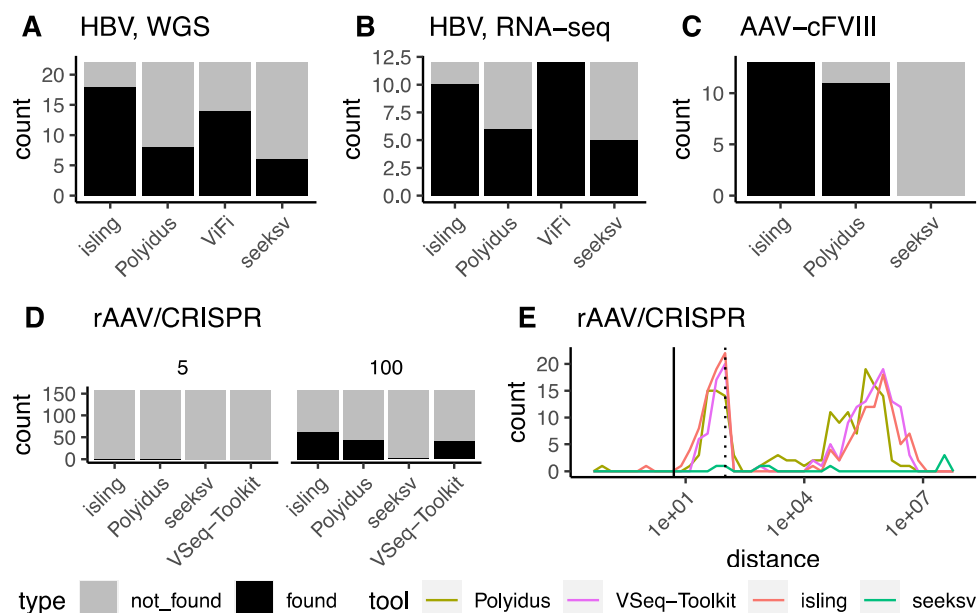 A HBV, WGS
count
20
15
10
5
0
isling
Polyidus
ViFi
seeksv
B HBV, RNA−seq
count
12.5
10.0
7.5
5.0
2.5
0.0
isling
Polyidus
ViFi
seeksv
C AAV−cFVIII
count
10
5
0
isling
Polyidus
seeksv
D rAAV/CRISPR
5
100
count
150
100
50
0
isling
Polyidus
seeksv
VSeq−Toolkit
isling
Polyidus
seeksv
VSeq−Toolkit
E rAAV/CRISPR
count
20
15
10
5
0
1e+01
1e+04
1e+07
distance
type not_found found tool Polyidus VSeq−Toolkit isling seeksv